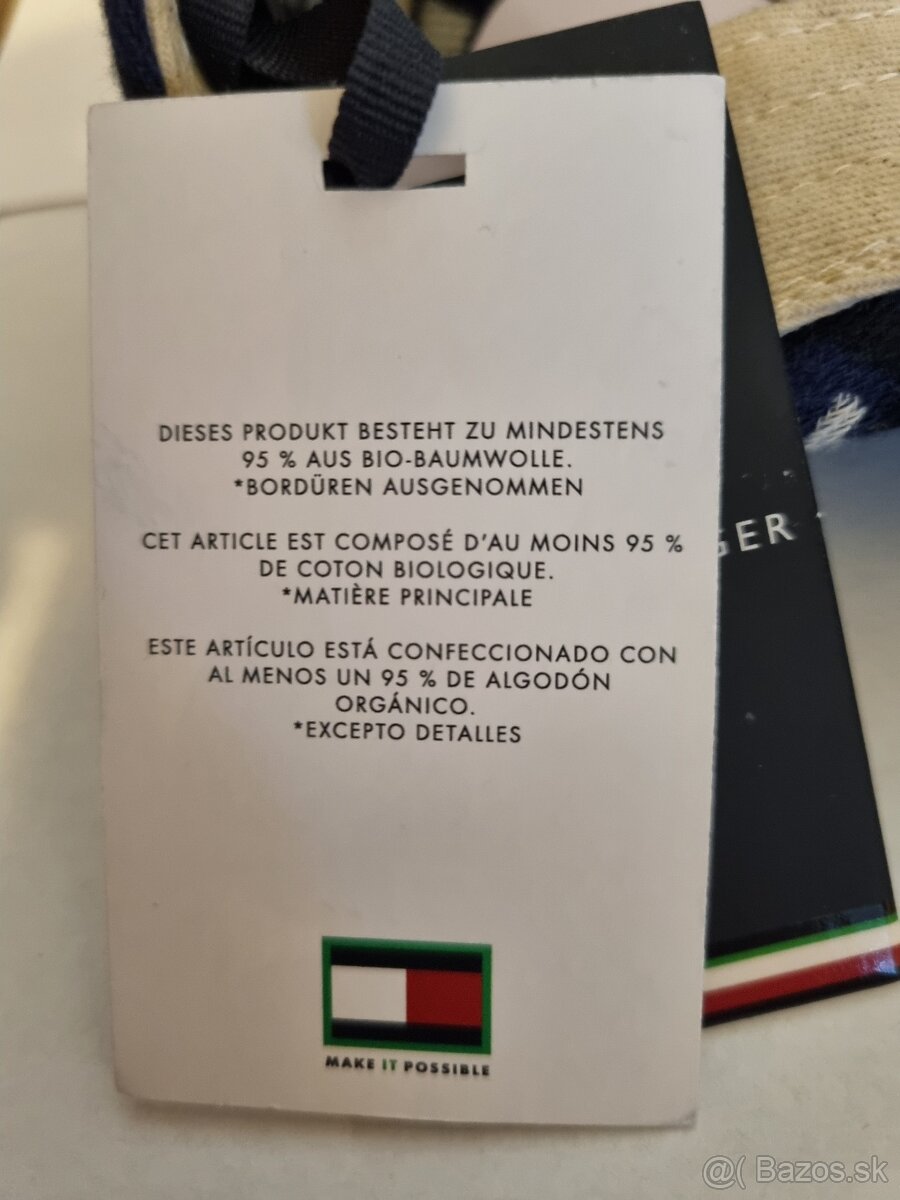 DIESES PRODUKT BESTEHT ZU MINDESTENS
95 % AUS BIO-BAUMWOLLE.
*BORDÜREN AUSGENOMMEN
CET ARTICLE EST COMPOSÉ D'AU MOINS 95 %
DE COTON BIOLOGIQUE.
*MATIÈRE PRINCIPALE
ESTE ARTÍCULO ESTÁ CONFECCIONADO CON
AL MENOS UN 95 % DE ALGODÓN
ORGÁNICO.
*EXCEPTO DETALLES
GER
MAKE IT POSSIBLE
@( Bazos.sk